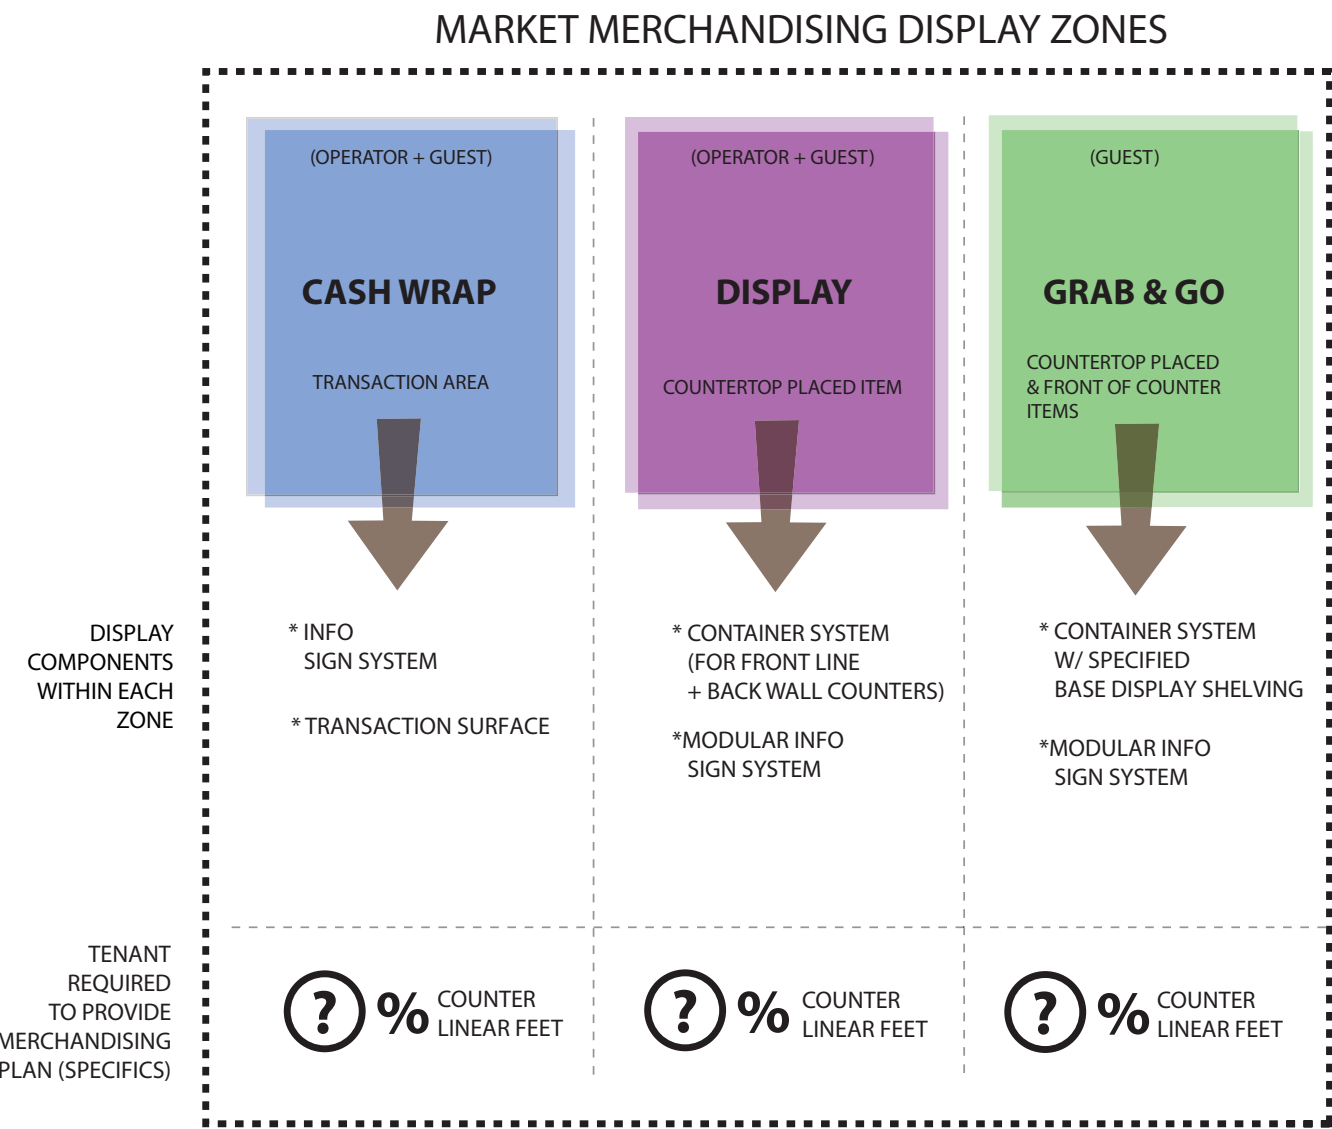 MARKET MERCHANDISING DISPLAY ZONES
(OPERATOR + GUEST)
CASH WRAP
TRANSACTION AREA
(OPERATOR + GUEST)
DISPLAY
COUNTERTOP PLACED ITEM
(GUEST)
GRAB & GO
COUNTERTOP PLACED
& FRONT OF COUNTER
ITEMS
DISPLAY
COMPONENTS
WITHIN EACH
ZONE
* INFO
SIGN SYSTEM
* TRANSACTION SURFACE
* CONTAINER SYSTEM
(FOR FRONT LINE
+ BACK WALL COUNTERS)
*MODULAR INFO
SIGN SYSTEM
* CONTAINER SYSTEM
W/ SPECIFIED
BASE DISPLAY SHELVING
*MODULAR INFO
SIGN SYSTEM
TENANT
REQUIRED
TO PROVIDE
MERCHANDISING
PLAN (SPECIFICS)
? % COUNTER
LINEAR FEET
? % COUNTER
LINEAR FEET
? % COUNTER
LINEAR FEET